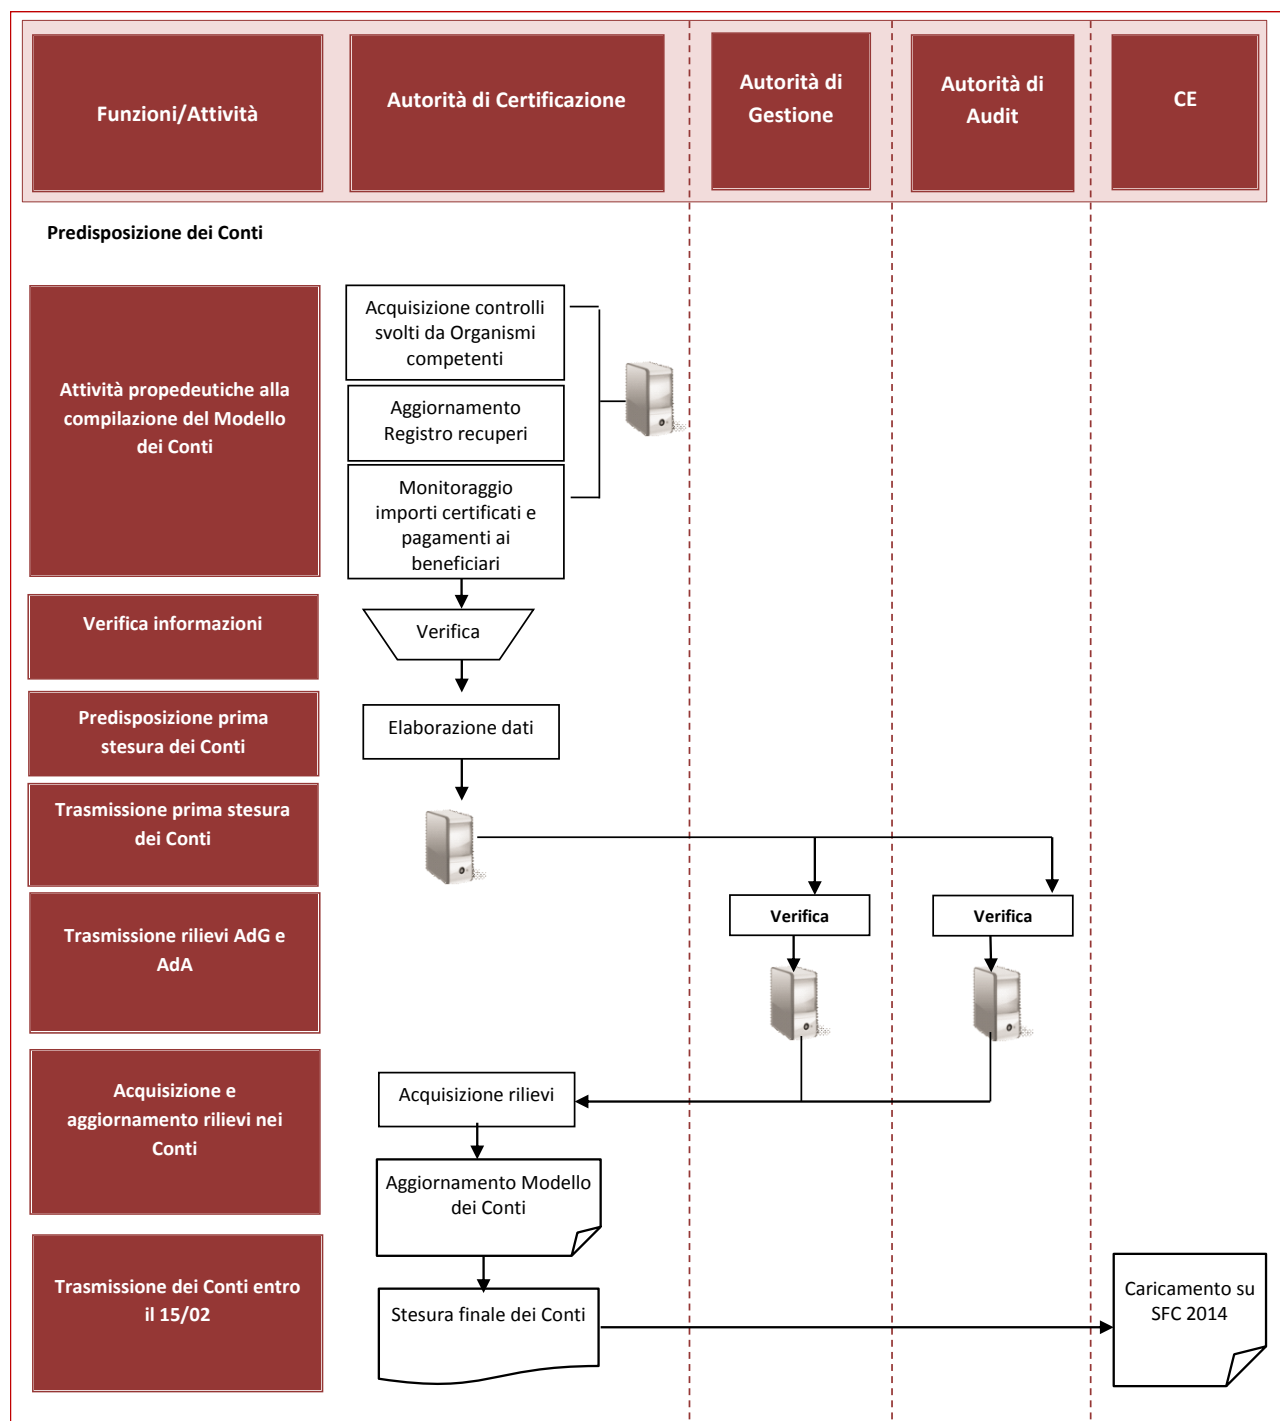 Funzioni/Attività
Autorità di Certificazione
Autorità di
Gestione
Autorità di
Audit
CE
Predisposizione dei Conti
Attività propedeutiche alla
compilazione del Modello
dei Conti
Acquisizione controlli
svolti da Organismi
competenti
Aggiornamento
Registro recuperi
Monitoraggio
importi certificati e
pagamenti ai
beneficiari
Verifica informazioni
Verifica
Predisposizione prima
stesura dei Conti
Elaborazione dati
Trasmissione prima stesura
dei Conti
Trasmissione rilievi AdG e
AdA
Verifica
Verifica
Acquisizione e
aggiornamento rilievi nei
Conti
Acquisizione rilievi
Aggiornamento Modello
dei Conti
Trasmissione dei Conti entro
il 15/02
Stesura finale dei Conti
Caricamento su
SFC 2014